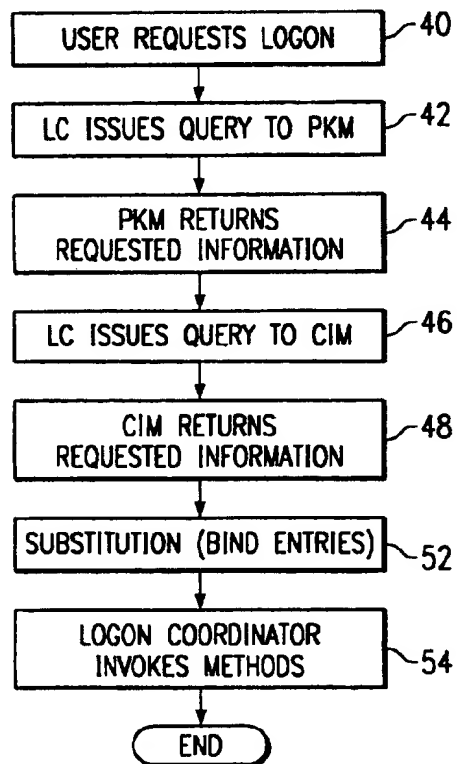 USER REQUESTS LOGON 40
LC ISSUES QUERY TO PKM 42
PKM RETURNS
REQUESTED INFORMATION 44
LC ISSUES QUERY TO CIM 46
CIM RETURNS
REQUESTED INFORMATION 48
SUBSTITUTION (BIND ENTRIES) 52
LOGON COORDINATOR
INVOKES METHODS 54
END